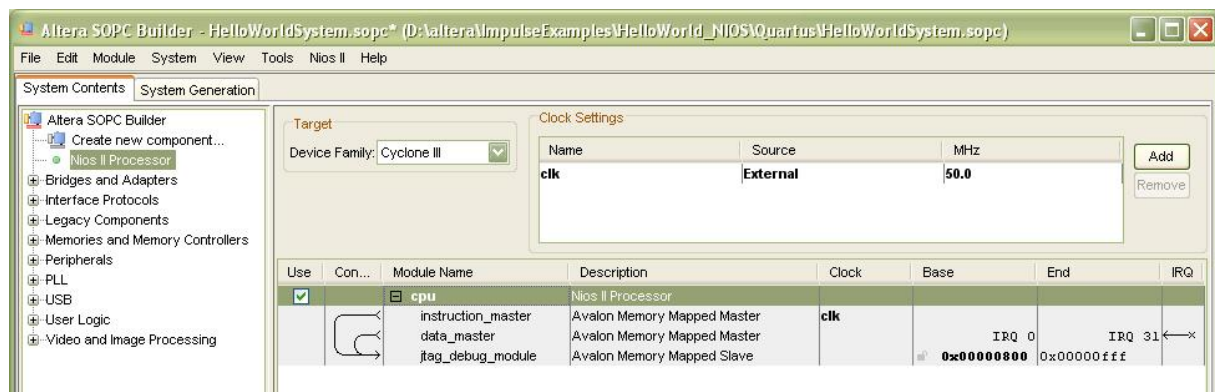 Altera SOPC Builder - HelloWorldSystem.sopc* (D:\altera\ImpulseExamples\HelloWorld_NIOS\Quartus\HelloWorldSystem.sopc)
File Edit Module System View Tools Nios II Help
System Contents System Generation
Altera SOPC Builder
Create new component...
Nios II Processor
Bridges and Adapters
Interface Protocols
Legacy Components
Memories and Memory Controllers
Peripherals
PLL
USB
User Logic
Video and Image Processing
Target
Device Family: Cyclone III
Clock Settings
Name Source MHz
clk External 50.0
Add
Remove
Use Con... Module Name Description Clock Base End IRQ
cpu Nios II Processor
instruction_master Avalon Memory Mapped Master clk
data_master Avalon Memory Mapped Master IRQ 0 IRQ 31
jtag_debug_module Avalon Memory Mapped Slave 0x00000800 0x00000fff